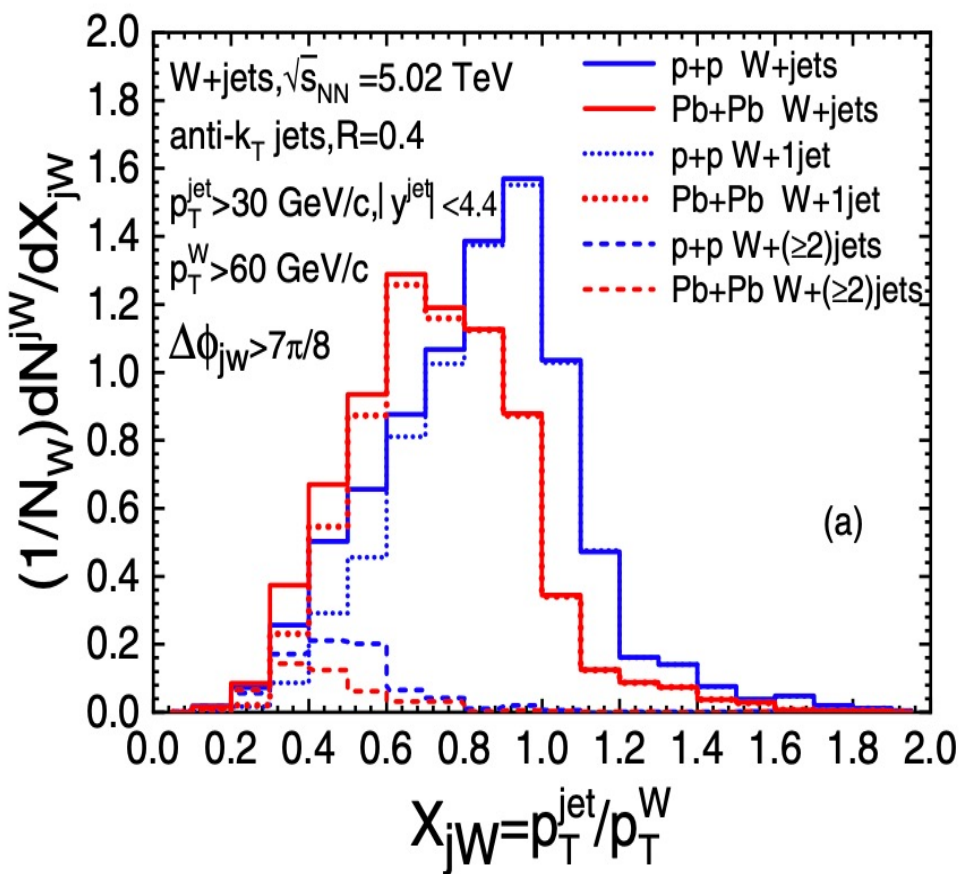 W+jets,√s_NN =5.02 TeV
anti-k_T jets,R=0.4
p_T^jet>30 GeV/c,| y^jet| <4.4
p_T^W>60 GeV/c
Δϕ_jW>7π/8
p+p W+jets
Pb+Pb W+jets
p+p W+1jet
Pb+Pb W+1jet
p+p W+(≥2)jets
Pb+Pb W+(≥2)jets
(a)
(1/N_W)dN^jW/dX_jW
2.0
1.8
1.6
1.4
1.2
1.0
0.8
0.6
0.4
0.2
0.0
0.0 0.2 0.4 0.6 0.8 1.0 1.2 1.4 1.6 1.8 2.0
X_jW=p_T^jet/p_T^W